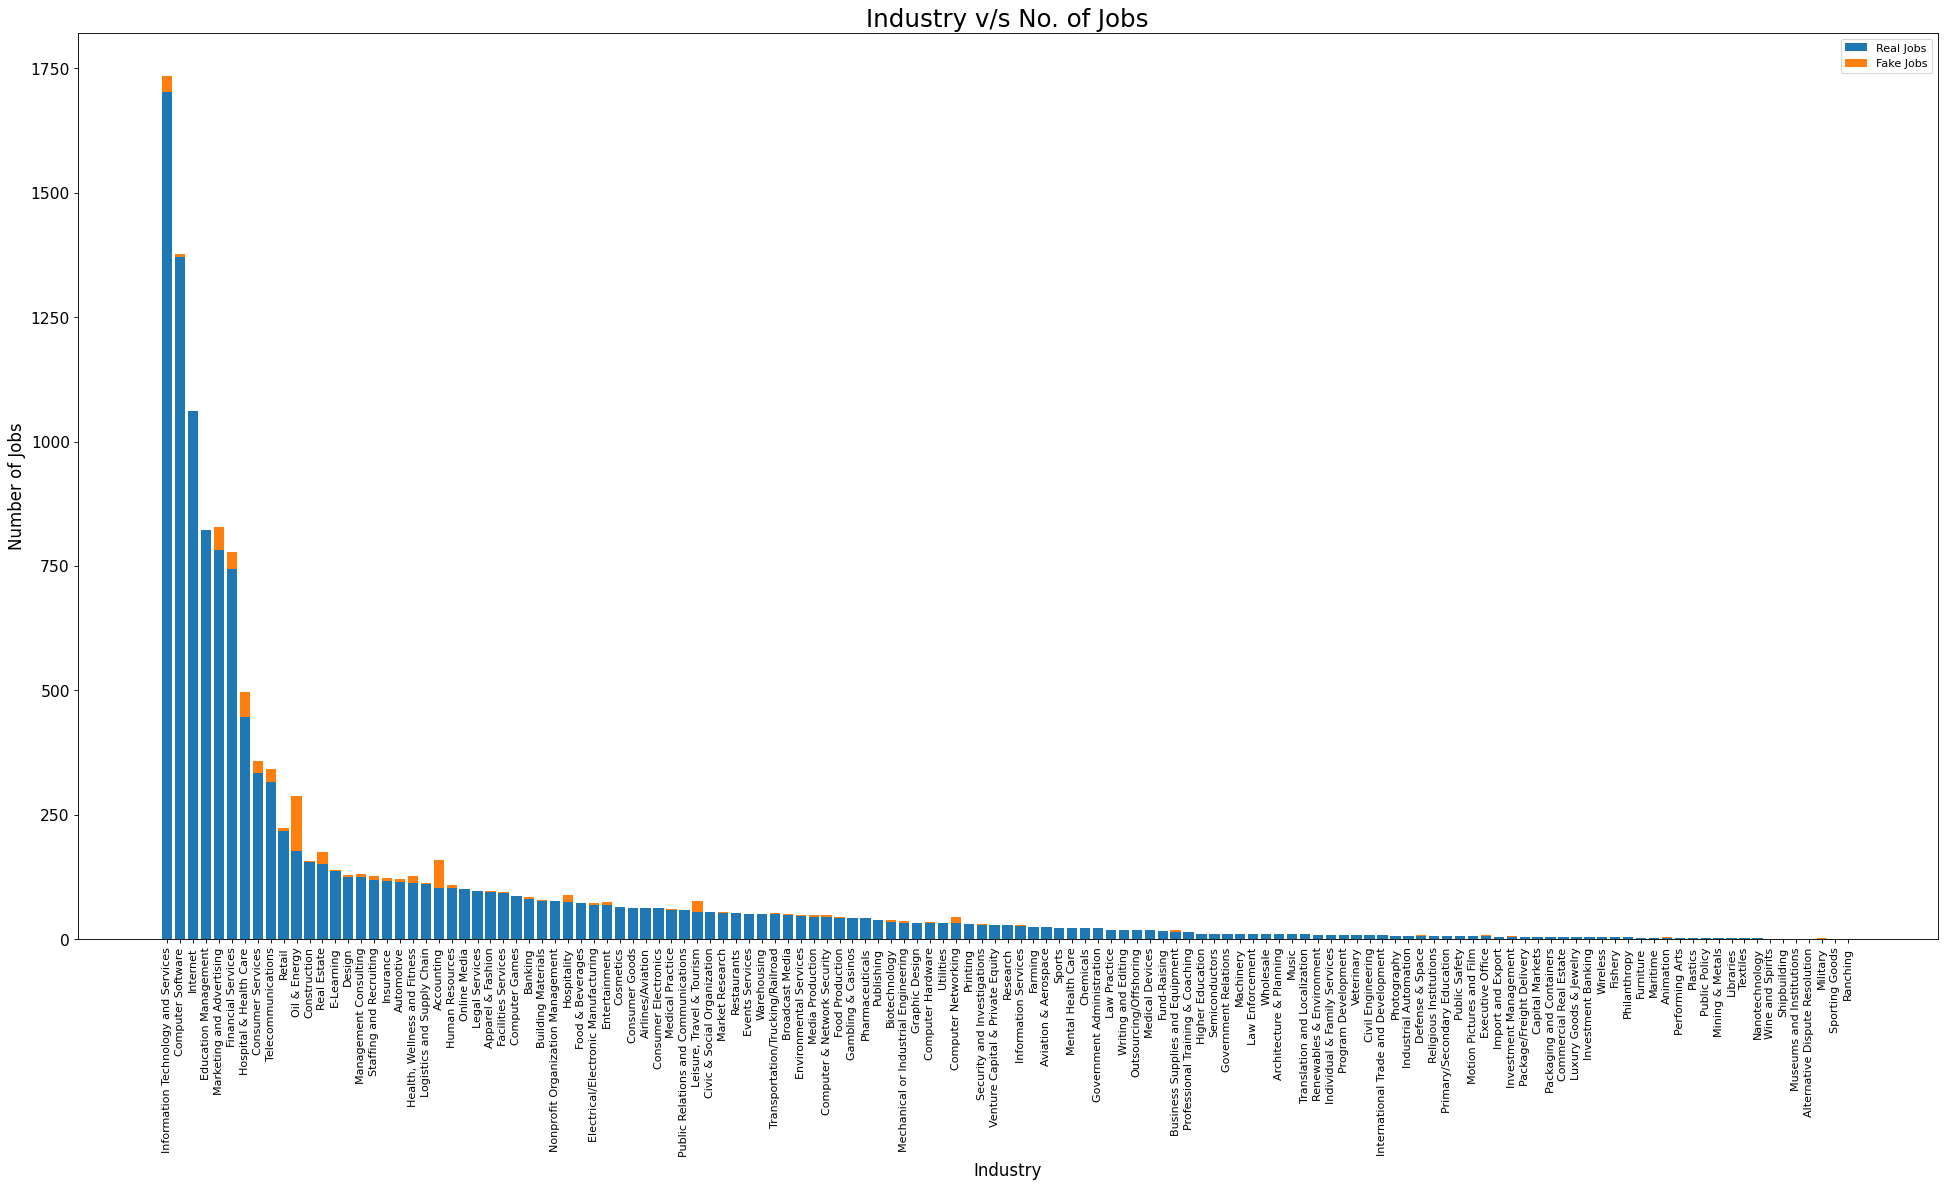 Industry v/s No. of Jobs
Real Jobs
Fake Jobs
Number of Jobs
1750
1500
1250
1000
750
500
250
0
Information Technology and Services
Computer Software
Internet
Education Management
Marketing and Advertising
Financial Services
Hospital & Health Care
Consumer Services
Telecommunications
Retail
Oil & Energy
Construction
Real Estate
E-Learning
Design
Management Consulting
Staffing and Recruiting
Insurance
Automotive
Health, Wellness and Fitness
Logistics and Supply Chain
Accounting
Human Resources
Online Media
Legal Services
Apparel & Fashion
Facilities Services
Computer Games
Banking
Building Materials
Nonprofit Organization Management
Hospitality
Food & Beverages
Electrical/Electronic Manufacturing
Entertainment
Cosmetics
Consumer Goods
Airlines/Aviation
Consumer Electronics
Medical Practice
Public Relations and Communications
Leisure, Travel & Tourism
Civic & Social Organization
Market Research
Restaurants
Events Services
Warehousing
Transportation/Trucking/Railroad
Broadcast Media
Environmental Services
Media Production
Computer & Network Security
Food Production
Gambling & Casinos
Pharmaceuticals
Publishing
Biotechnology
Mechanical or Industrial Engineering
Graphic Design
Computer Hardware
Utilities
Computer Networking
Printing
Security and Investigations
Venture Capital & Private Equity
Research
Information Services
Farming
Aviation & Aerospace
Sports
Mental Health Care
Chemicals
Government Administration
Law Practice
Writing and Editing
Outsourcing/Offshoring
Medical Devices
Fund-Raising
Business Supplies and Equipment
Professional Training & Coaching
Higher Education
Semiconductors
Government Relations
Machinery
Law Enforcement
Wholesale
Architecture & Planning
Music
Translation and Localization
Renewables & Environment
Individual & Family Services
Program Development
Veterinary
Civil Engineering
International Trade and Development
Photography
Industrial Automation
Defense & Space
Religious Institutions
Primary/Secondary Education
Public Safety
Motion Pictures and Film
Executive Office
Import and Export
Investment Management
Package/Freight Delivery
Capital Markets
Packaging and Containers
Commercial Real Estate
Luxury Goods & Jewelry
Investment Banking
Wireless
Fishery
Philanthropy
Furniture
Maritime
Animation
Performing Arts
Plastics
Public Policy
Mining & Metals
Libraries
Textiles
Nanotechnology
Wine and Spirits
Shipbuilding
Museums and Institutions
Alternative Dispute Resolution
Military
Sporting Goods
Ranching
Industry